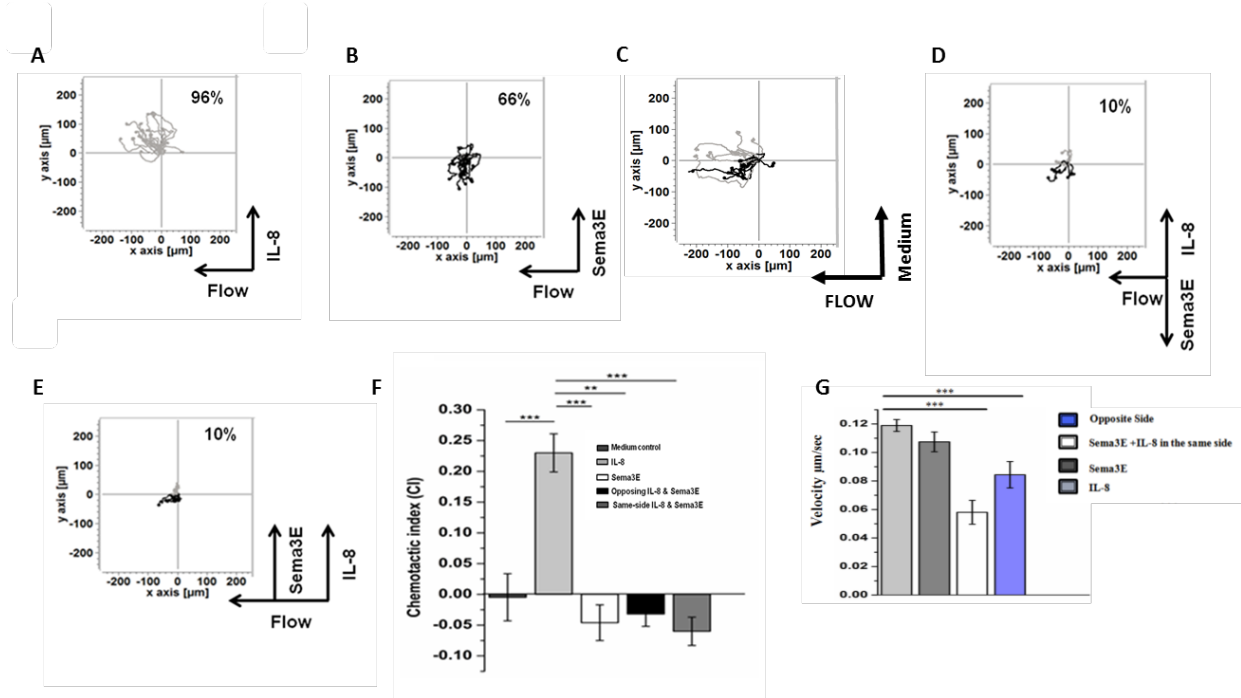 A
96%
200
100
0
-100
-200
y axis [µm]
-200 -100 0 100 200
x axis [µm]
IL-8
Flow
B
66%
200
100
0
-100
-200
y axis [µm]
-200 -100 0 100 200
x axis [µm]
Sema3E
Flow
C
200
100
0
-100
-200
y axis [µm]
-200 -100 0 100 200
x axis [µm]
Medium
FLOW
D
10%
200
100
0
-100
-200
y axis [µm]
-200 -100 0 100 200
x axis [µm]
IL-8
Flow
Sema3E
E
10%
200
100
0
-100
-200
y axis [µm]
-200 -100 0 100 200
x axis [µm]
Sema3E
IL-8
Flow
F
***
**
***
***
0.30
0.25
0.20
0.15
0.10
0.05
0.00
-0.05
-0.10
Chemotactic index (CI)
Medium control
IL-8
Sema3E
Opposing IL-8 & Sema3E
Same-side IL-8 & Sema3E
G
***
***
0.12
0.10
0.08
0.06
0.04
0.02
0.00
Velocity µm/sec
Opposite Side
Sema3E +IL-8 in the same side
Sema3E
IL-8